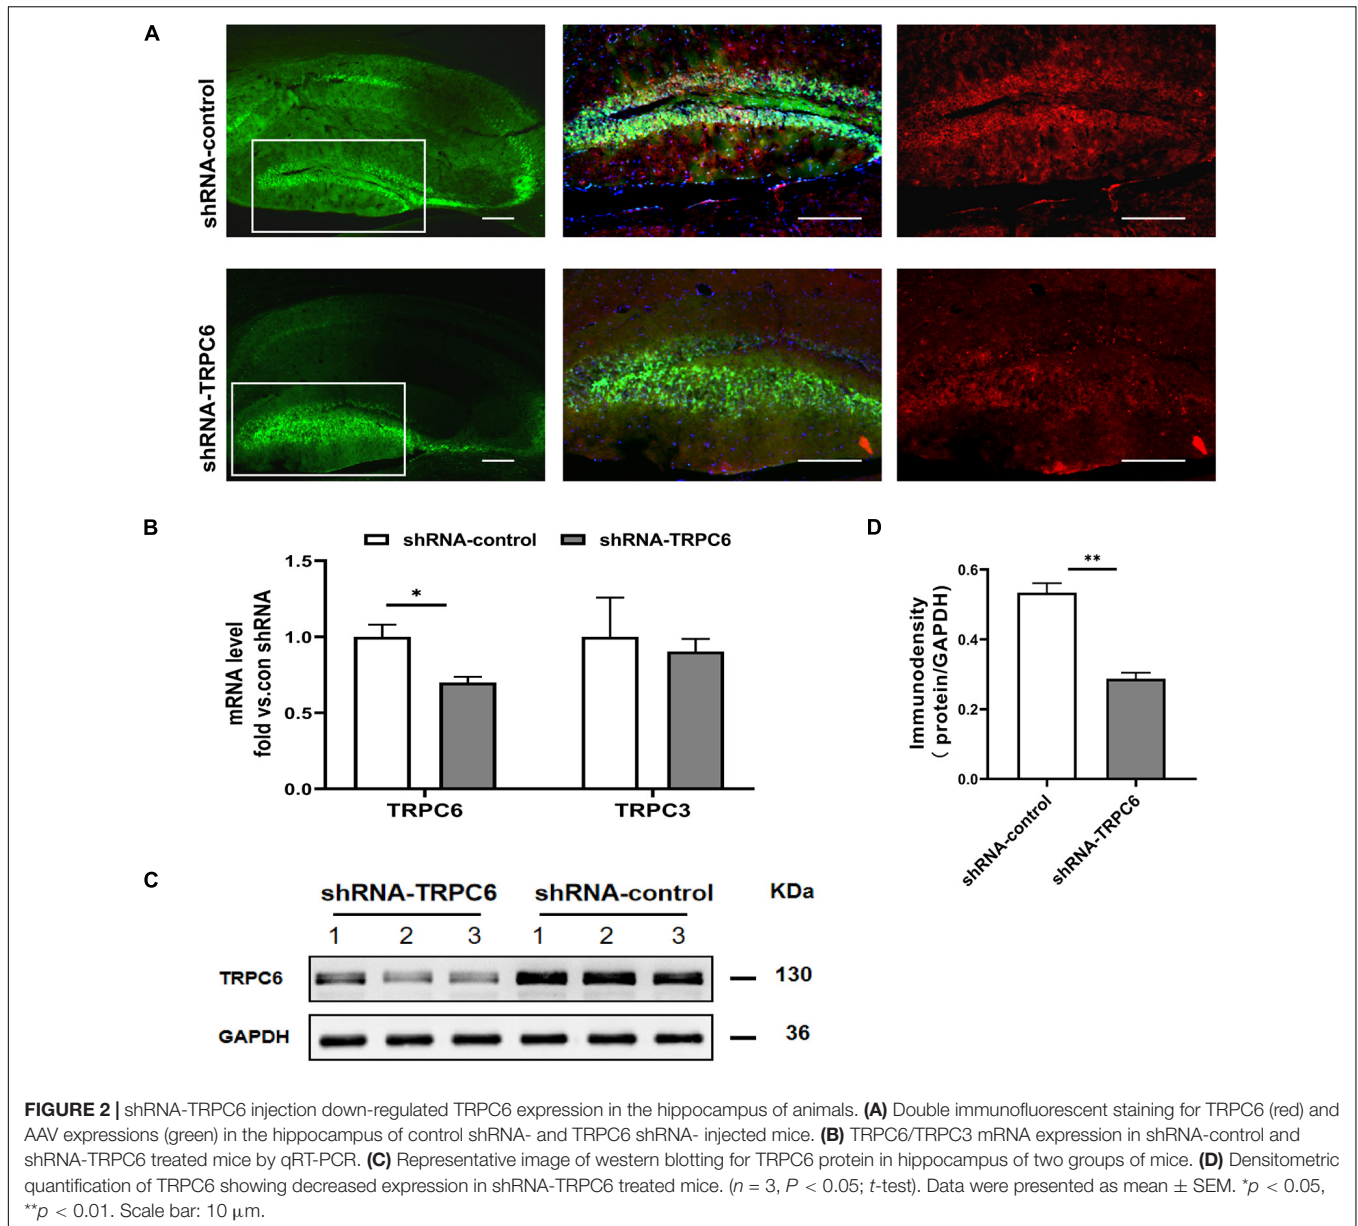 A
shRNA-control
shRNA-TRPC6
B
shRNA-control
shRNA-TRPC6
mRNA level
fold vs.con shRNA
1.5
1.0
0.5
0.0
*
TRPC6
TRPC3
D
Immunodensity
( protein/GAPDH)
0.6
0.4
0.2
0.0
**
shRNA-control
shRNA-TRPC6
C
shRNA-TRPC6 shRNA-control KDa
1 2 3 1 2 3
TRPC6 130
GAPDH 36
FIGURE 2 | shRNA-TRPC6 injection down-regulated TRPC6 expression in the hippocampus of animals. (A) Double immunofluorescent staining for TRPC6 (red) and
AAV expressions (green) in the hippocampus of control shRNA- and TRPC6 shRNA- injected mice. (B) TRPC6/TRPC3 mRNA expression in shRNA-control and
shRNA-TRPC6 treated mice by qRT-PCR. (C) Representative image of western blotting for TRPC6 protein in hippocampus of two groups of mice. (D) Densitometric
quantification of TRPC6 showing decreased expression in shRNA-TRPC6 treated mice. (n = 3, P < 0.05; t-test). Data were presented as mean ± SEM. *p < 0.05,
**p < 0.01. Scale bar: 10 μm.